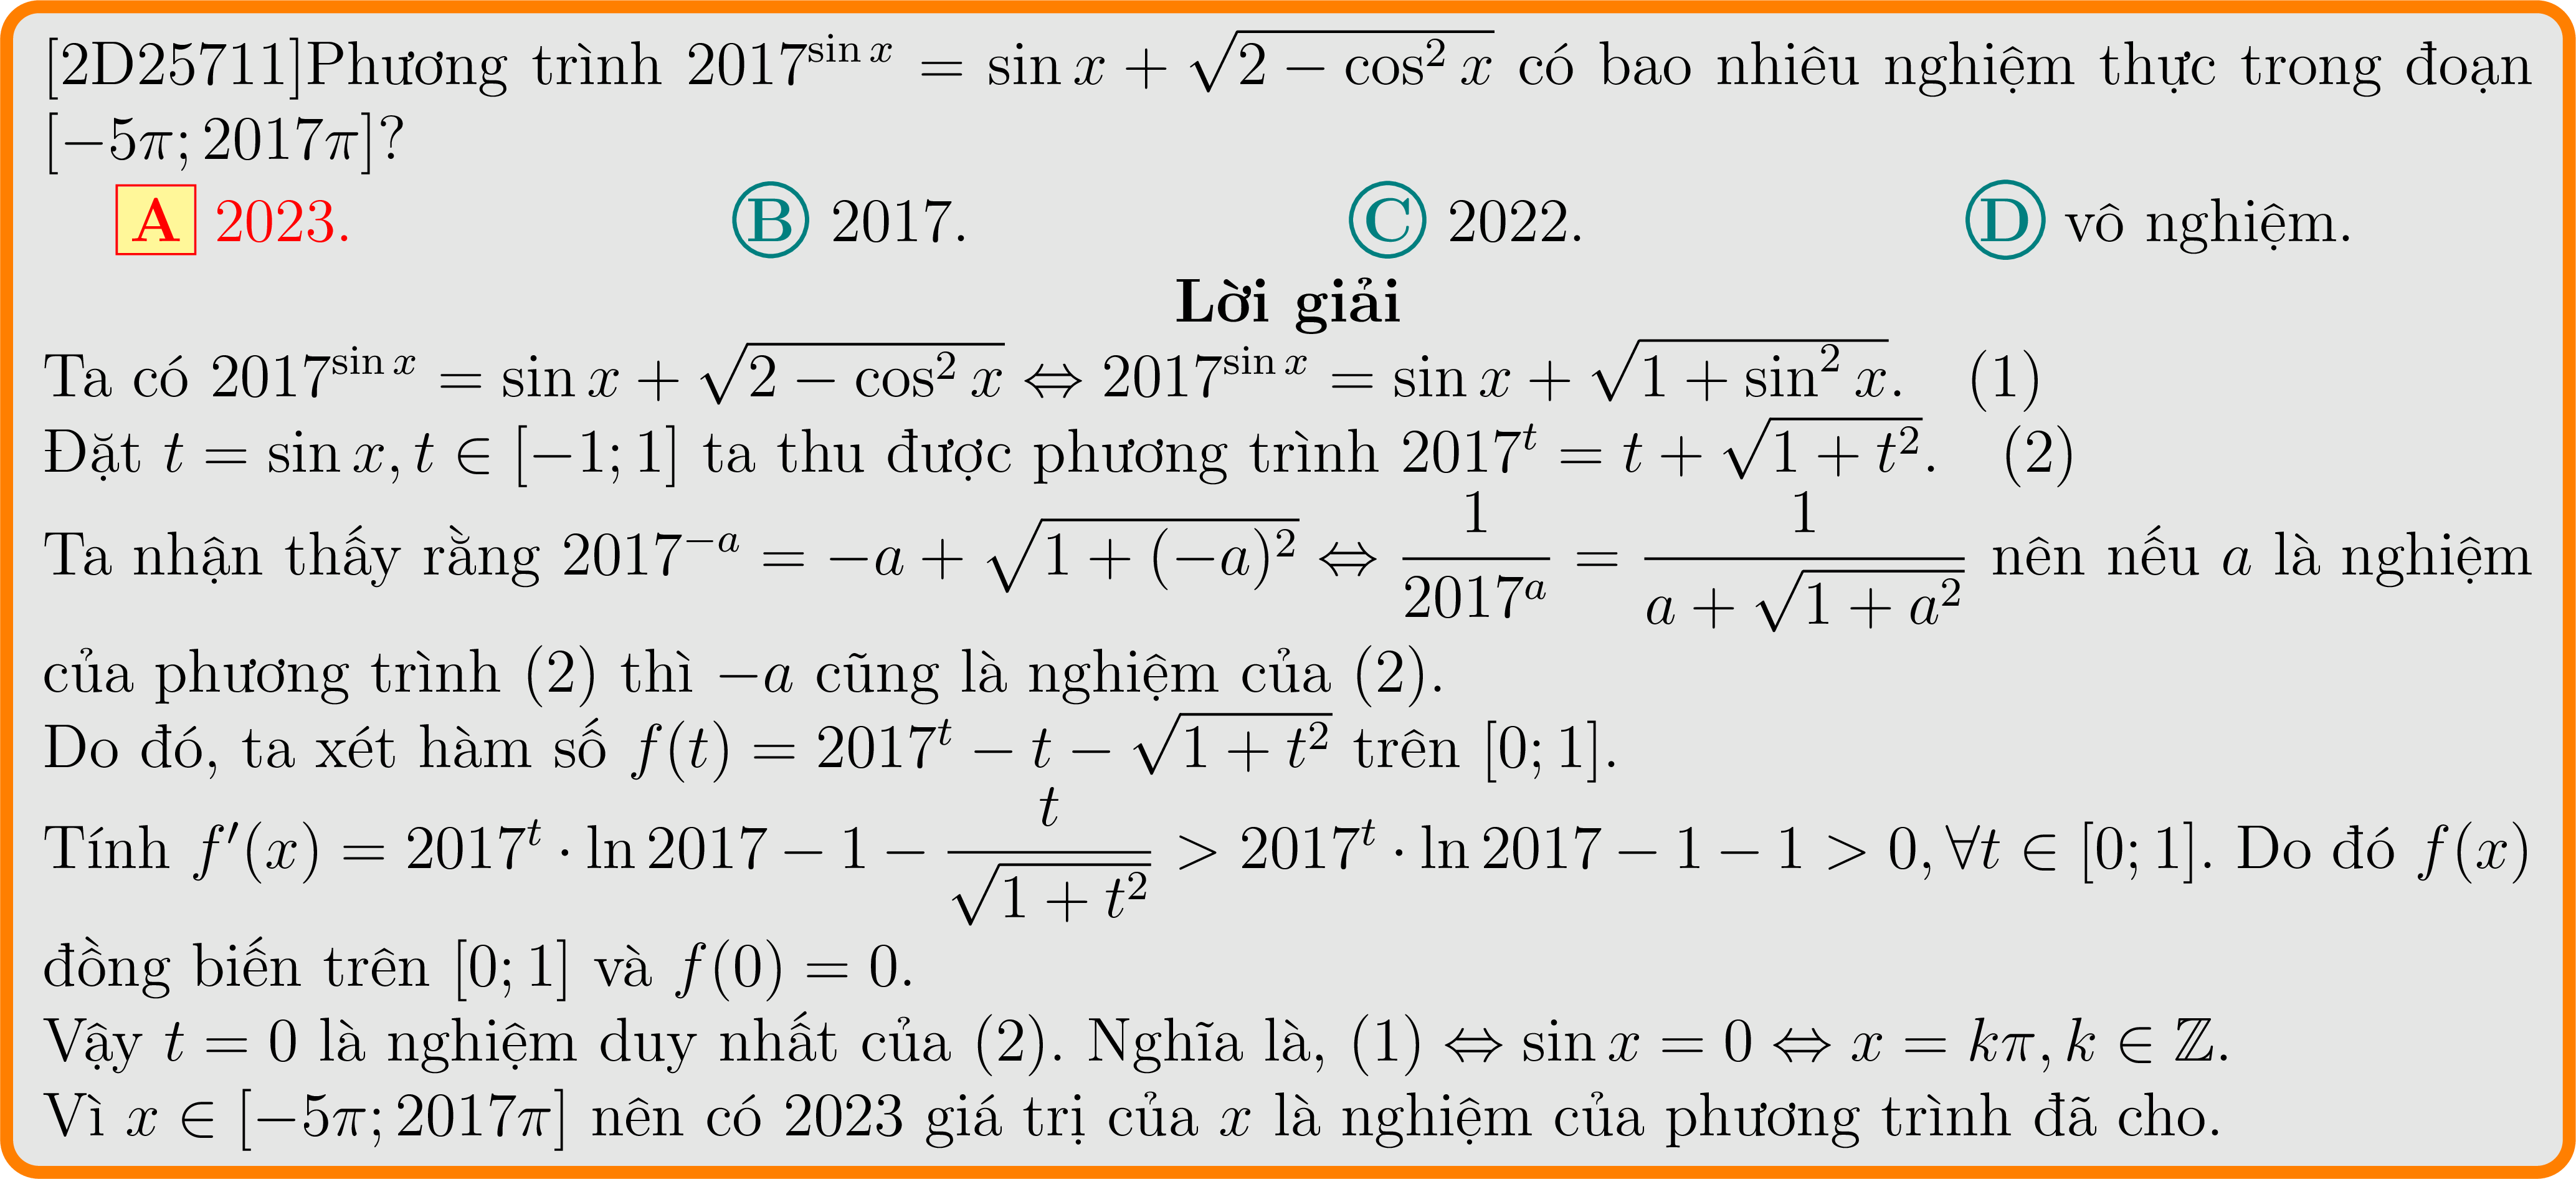 [2D25711]Phương trình $2017^{\sin x} = \sin x + \sqrt{2 - \cos^2 x}$ có bao nhiêu nghiệm thực trong đoạn
$[-5\pi; 2017\pi]$?
A 2023. B 2017. C 2022. D vô nghiệm.
Lời giải
Ta có $2017^{\sin x} = \sin x + \sqrt{2 - \cos^2 x} \Leftrightarrow 2017^{\sin x} = \sin x + \sqrt{1 + \sin^2 x}$. (1)
Đặt $t = \sin x, t \in [-1; 1]$ ta thu được phương trình $2017^t = t + \sqrt{1 + t^2}$. (2)
Ta nhận thấy rằng $2017^{-a} = -a + \sqrt{1 + (-a)^2} \Leftrightarrow \frac{1}{2017^a} = \frac{1}{a + \sqrt{1 + a^2}}$ nên nếu $a$ là nghiệm
của phương trình (2) thì $-a$ cũng là nghiệm của (2).
Do đó, ta xét hàm số $f(t) = 2017^t - t - \sqrt{1 + t^2}$ trên $[0; 1]$.
Tính $f'(x) = 2017^t \cdot \ln 2017 - 1 - \frac{t}{\sqrt{1 + t^2}} > 2017^t \cdot \ln 2017 - 1 - 1 > 0, \forall t \in [0; 1]$. Do đó $f(x)$
đồng biến trên $[0; 1]$ và $f(0) = 0$.
Vậy $t = 0$ là nghiệm duy nhất của (2). Nghĩa là, $(1) \Leftrightarrow \sin x = 0 \Leftrightarrow x = k\pi, k \in \mathbb{Z}$.
Vì $x \in [-5\pi; 2017\pi]$ nên có 2023 giá trị của $x$ là nghiệm của phương trình đã cho.